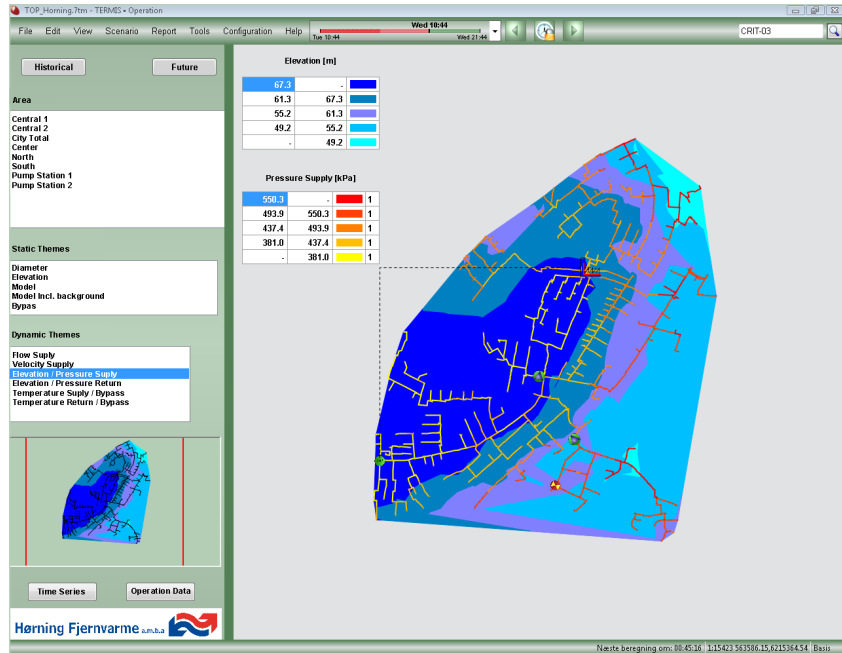 TOP_Horning.7tm - TERMIS - Operation
File Edit View Scenario Report Tools Configuration Help
Wed 10:44
Tue 10:44 Wed 21:44
CRIT-03
Historical Future
Area
Central 1
Central 2
City Total
Center
North
South
Pump Station 1
Pump Station 2
Static Themes
Diameter
Elevation
Model
Model Incl. background
Bypas
Dynamic Themes
Flow Suply
Velocity Supply
Elevation / Pressure Suply
Elevation / Pressure Return
Temperature Suply / Bypass
Temperature Return / Bypass
Time Series Operation Data
Hørning Fjernvarme a.m.b.a
Elevation [m]
67.3 -
61.3 67.3
55.2 61.3
49.2 55.2
- 49.2
Pressure Supply [kPa]
550.3 - 1
493.9 550.3 1
437.4 493.9 1
381.0 437.4 1
- 381.0 1
Næste beregning om: 00:45:16 1:15423 563586.15,6215364.54 Basis